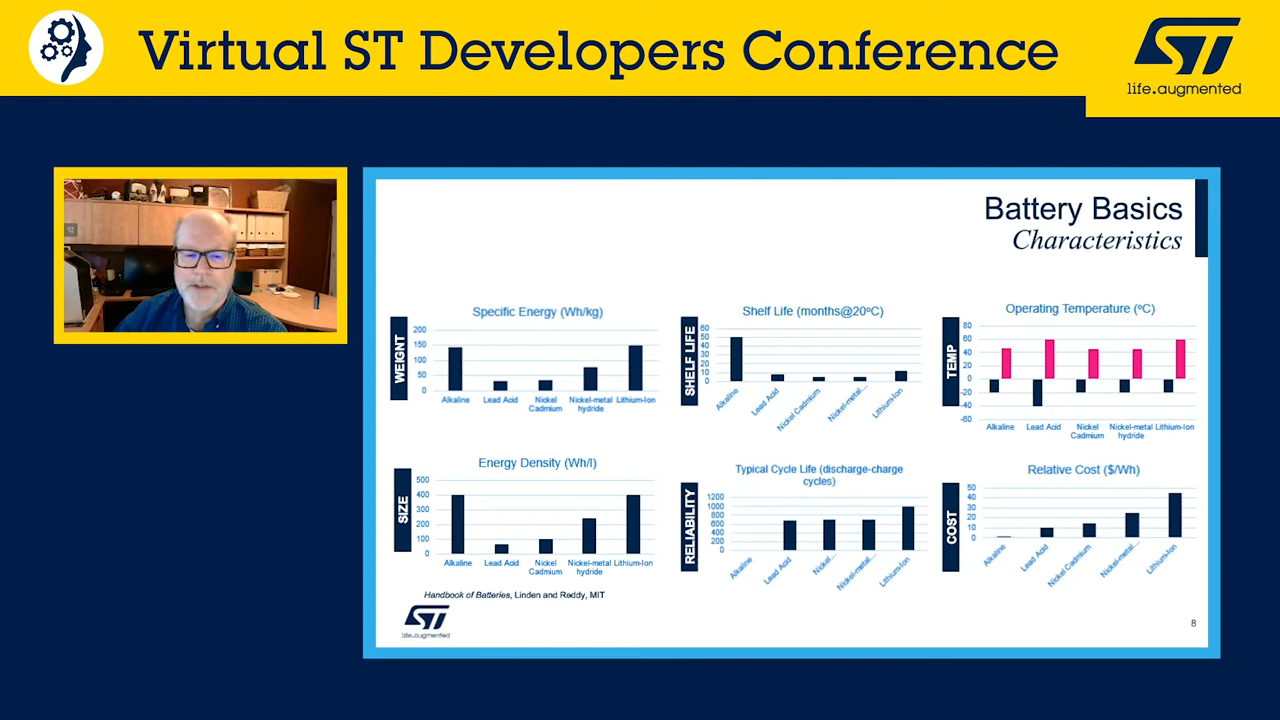 Virtual ST Developers Conference
ST
life.augmented
Battery Basics
Characteristics
WEIGNT
Specific Energy (Wh/kg)
200
150
100
50
0
Alkaline
Lead Acid
Nickel Cadmium
Nickel-metal hydride
Lithium-Ion
SHELF LIFE
Shelf Life (months@20ºC)
60
50
40
30
20
10
0
Alkaline
Lead Acid
Nickel Cadmium
Nickel-metal...
Lithium-Ion
TEMP
Operating Temperature (ºC)
80
60
40
20
0
-20
-40
-60
Alkaline
Lead Acid
Nickel Cadmium
Nickel-metal hydride
Lithium-Ion
SIZE
Energy Density (Wh/l)
500
400
300
200
100
0
Alkaline
Lead Acid
Nickel Cadmium
Nickel-metal hydride
Lithium-Ion
RELIABILITY
Typical Cycle Life (discharge-charge
cycles)
1200
1000
800
600
400
200
0
Alkaline
Lead Acid
Nickel...
Nickel-metal...
Lithium-Ion
COST
Relative Cost ($/Wh)
50
40
30
20
10
0
Alkaline
Lead Acid
Nickel Cadmium
Nickel-metal...
Lithium-Ion
Handbook of Batteries, Linden and Reddy, MIT
ST
life.augmented
8